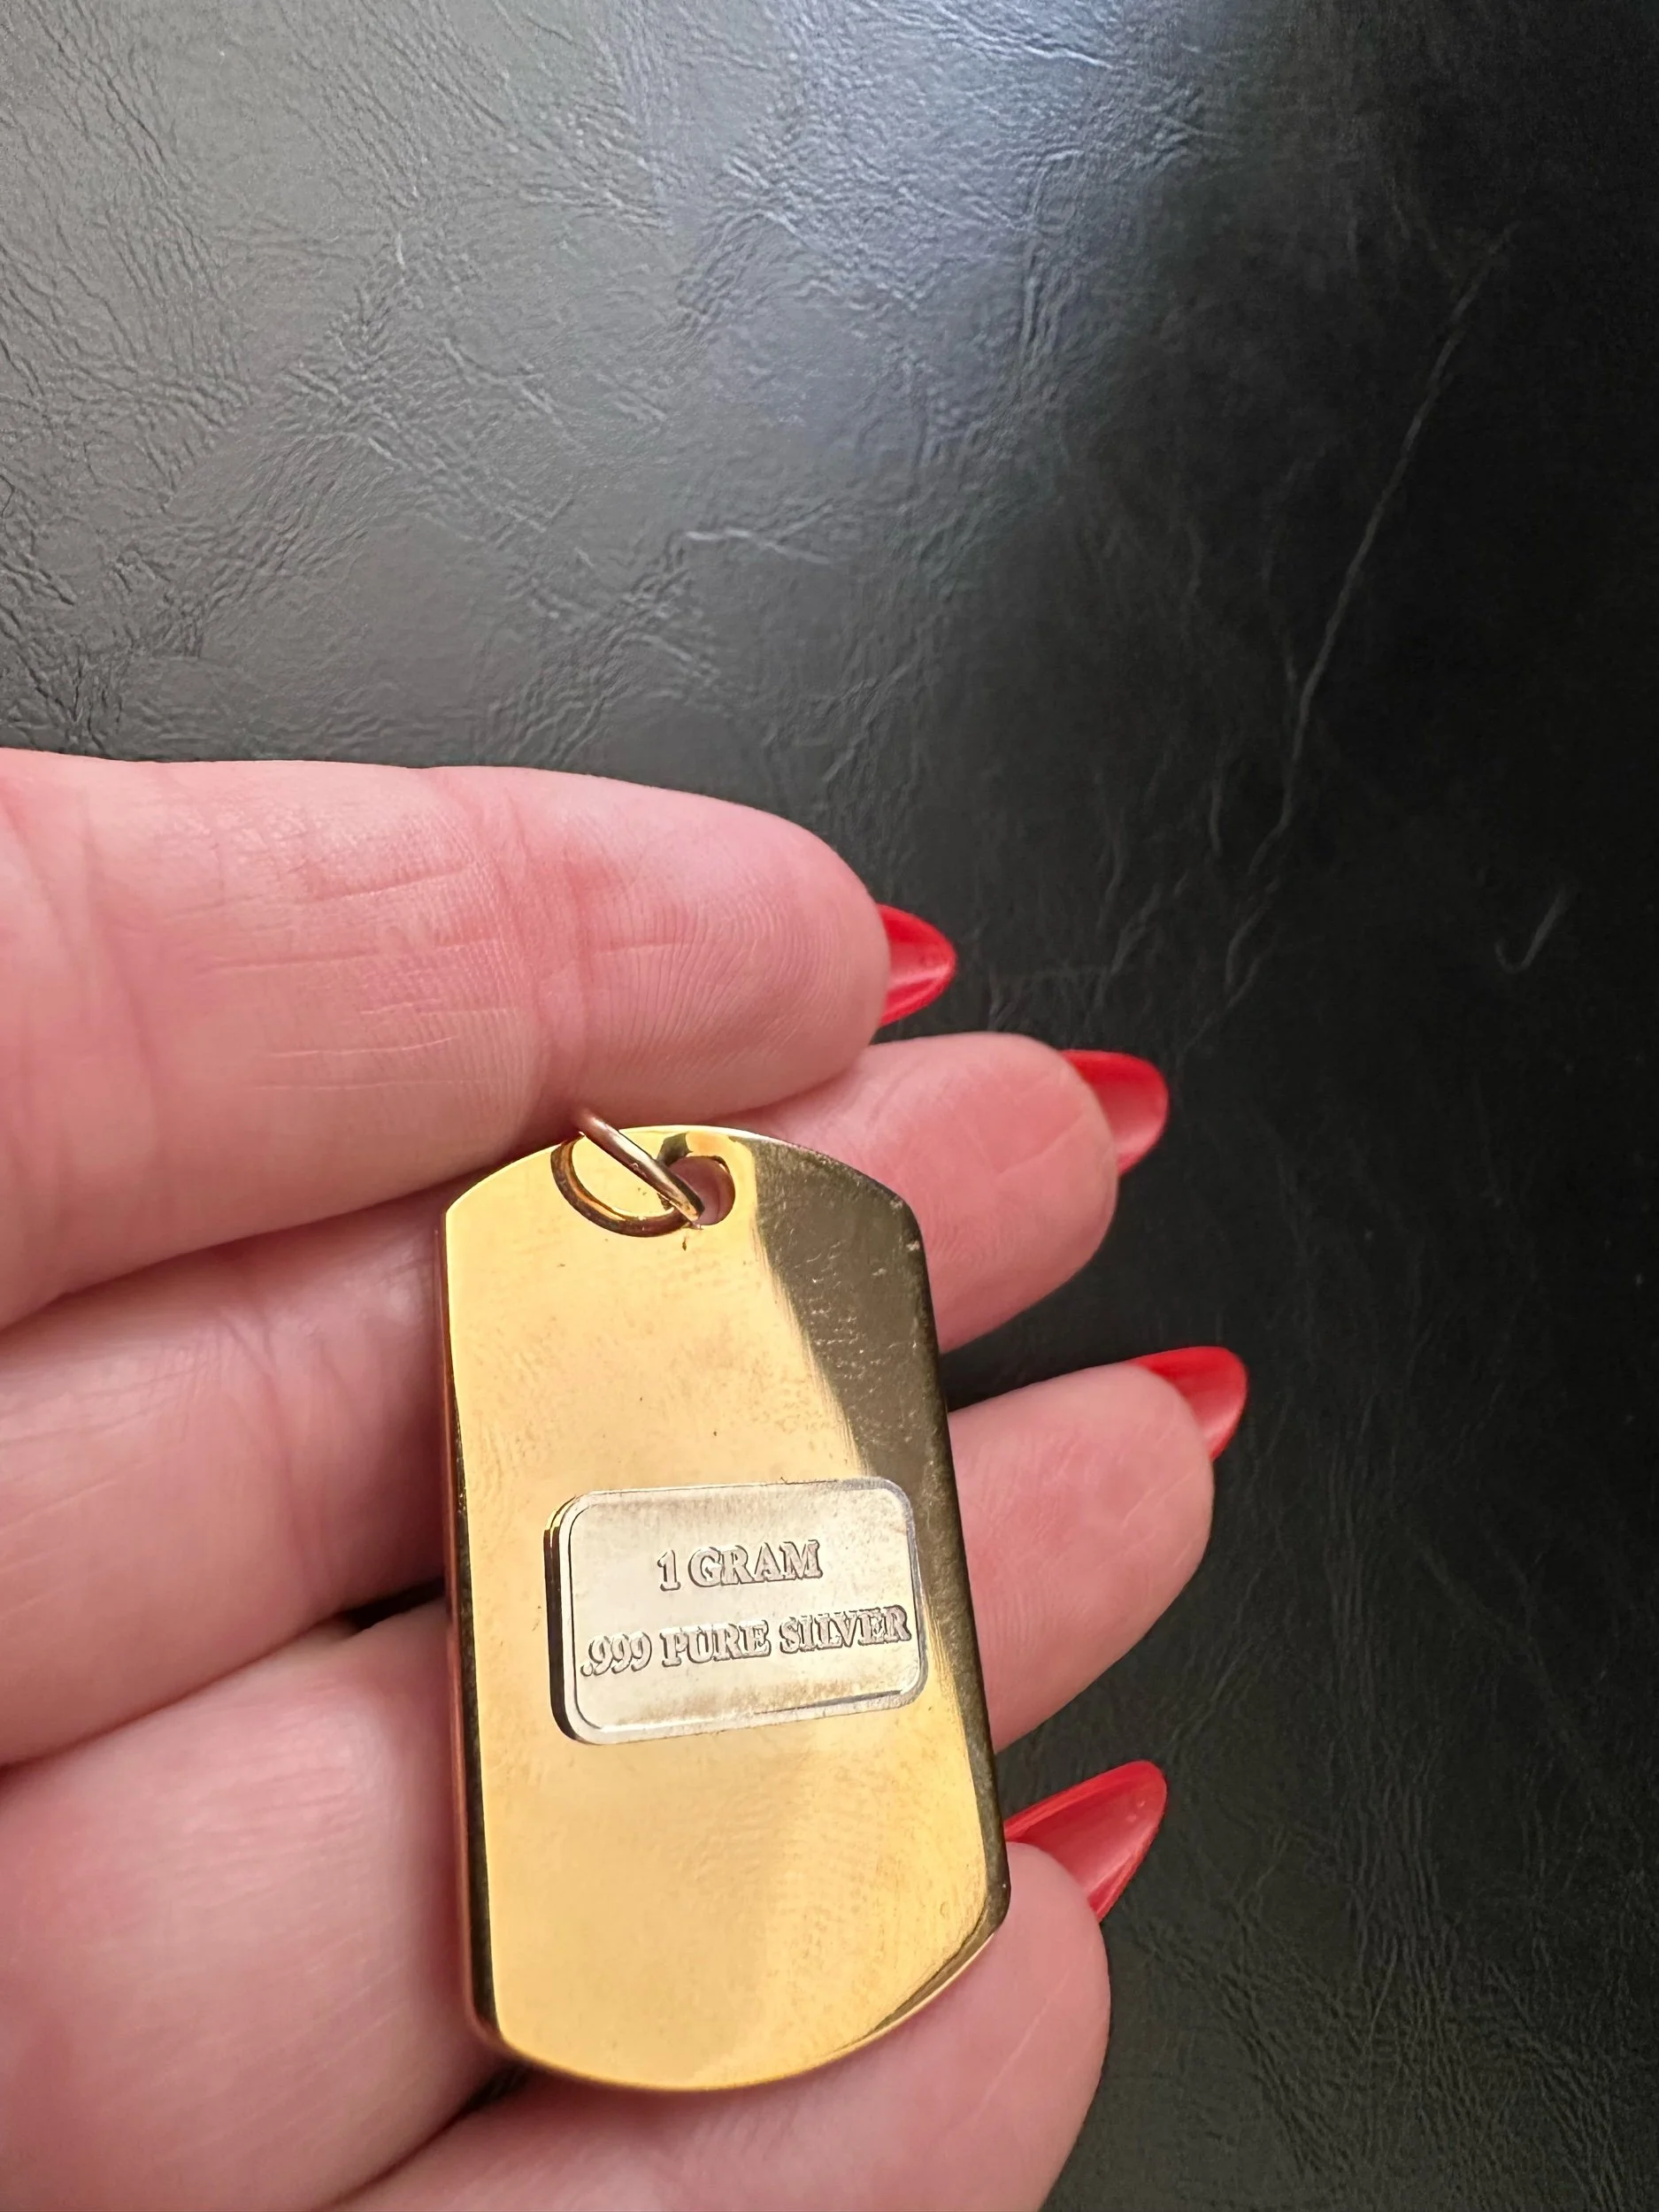 1 GRAM
.999 PURE SILVER